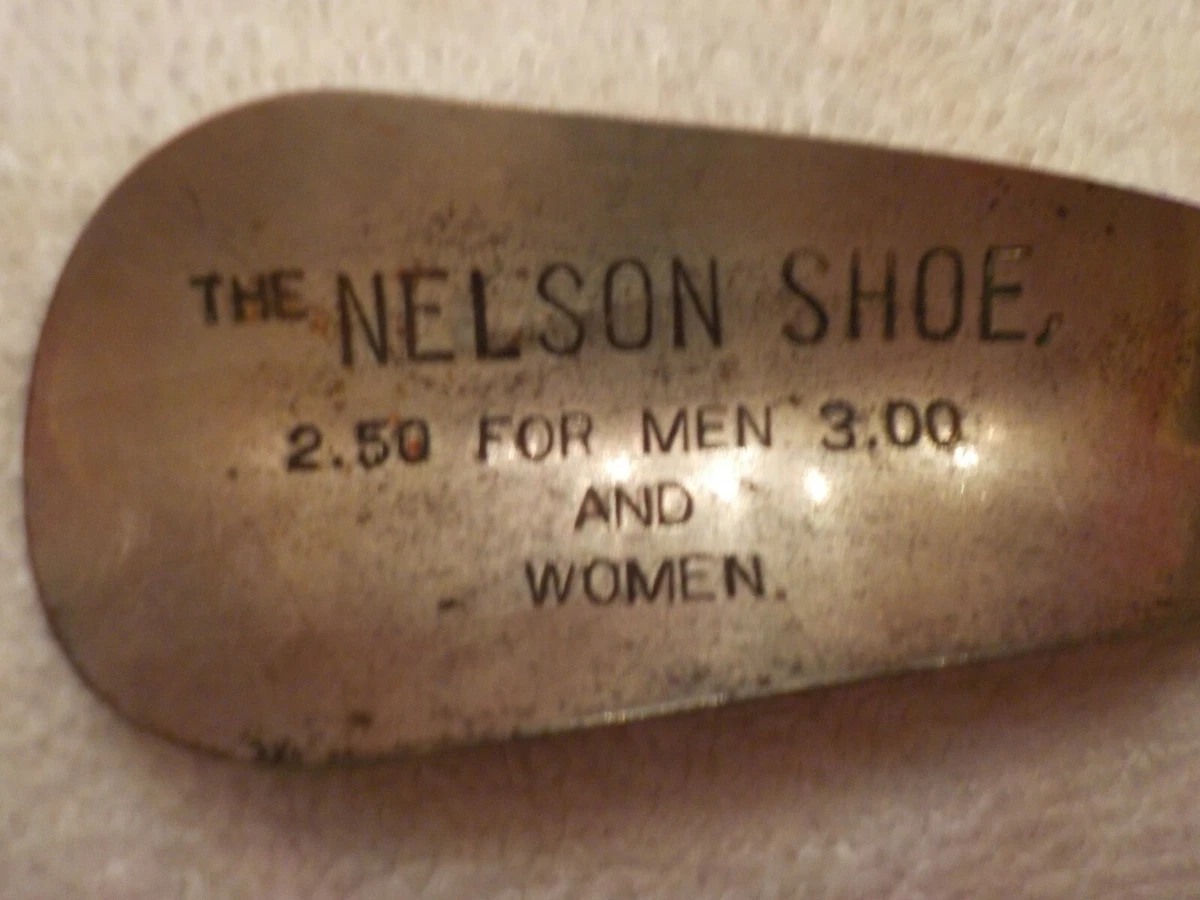 THE NELSON SHOE,
2.50 FOR MEN 3.00
AND
WOMEN.